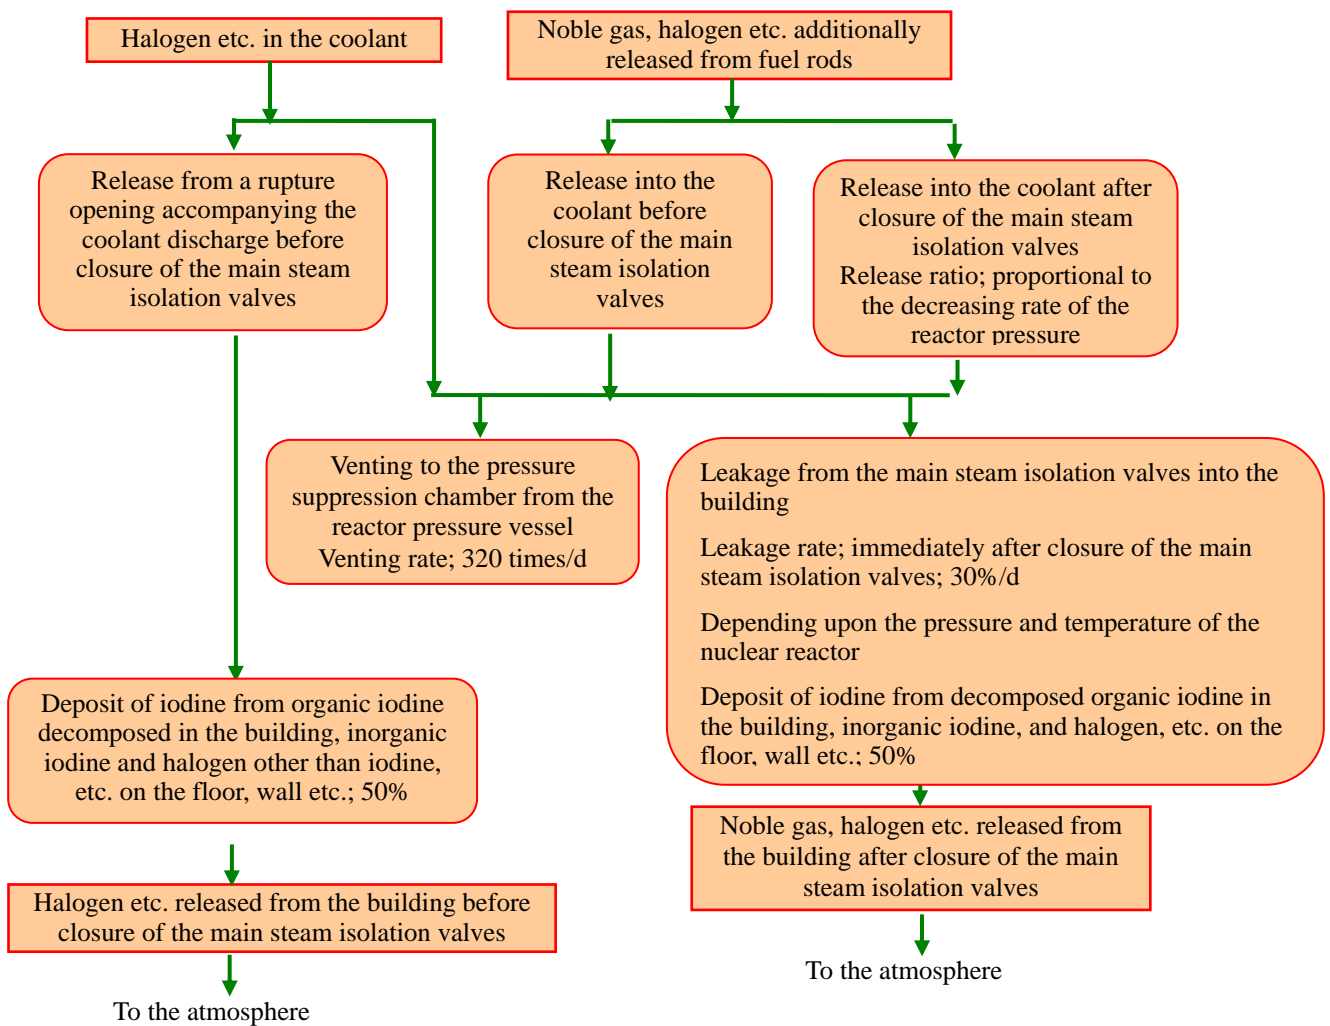 Halogen etc. in the coolant
Noble gas, halogen etc. additionally
released from fuel rods
Release from a rupture
opening accompanying the
coolant discharge before
closure of the main steam
isolation valves
Release into the
coolant before
closure of the main
steam isolation
valves
Release into the coolant after
closure of the main steam
isolation valves
Release ratio; proportional to
the decreasing rate of the
reactor pressure
Venting to the pressure
suppression chamber from the
reactor pressure vessel
Venting rate; 320 times/d
Leakage from the main steam isolation valves into the
building
Leakage rate; immediately after closure of the main
steam isolation valves; 30%/d
Depending upon the pressure and temperature of the
nuclear reactor
Deposit of iodine from decomposed organic iodine in
the building, inorganic iodine, and halogen, etc. on the
floor, wall etc.; 50%
Deposit of iodine from organic iodine
decomposed in the building, inorganic
iodine and halogen other than iodine,
etc. on the floor, wall etc.; 50%
Noble gas, halogen etc. released from
the building after closure of the main
steam isolation valves
Halogen etc. released from the building before
closure of the main steam isolation valves
To the atmosphere
To the atmosphere